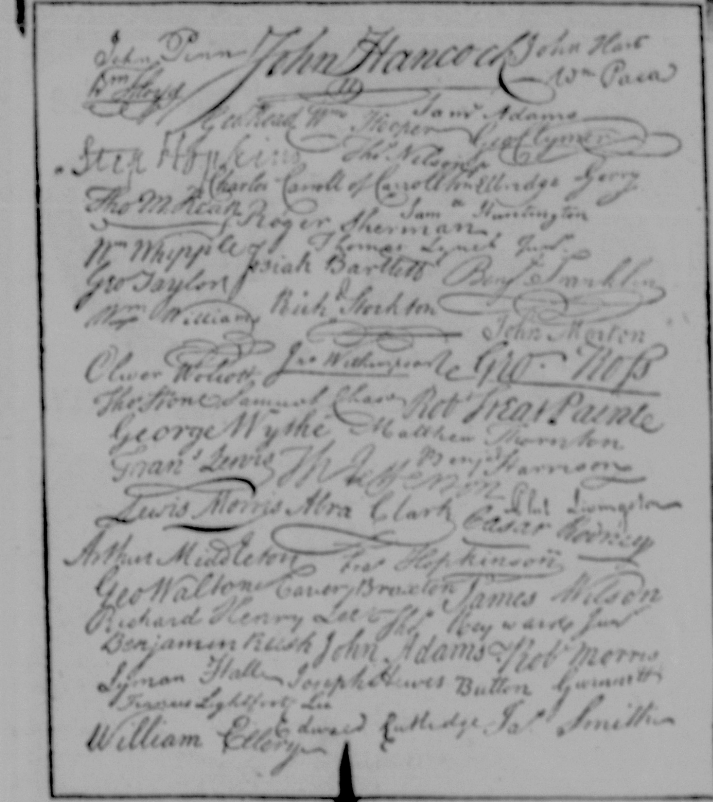 John Penn John Hancock John Hart
Wm Floyd Wm Paca
Geo Read Wm Hooper Saml Adams
Geo Clymer
Step Hopkins Thos Nelson jr
Charles Carroll of Carrollton Elbridge Gerry
Tho M. Kean Roger Sherman Saml Huntington
Wm Whipple Thomas Lynch Junr
Josiah Bartlett Benj Franklin
Geo Taylor Richd Stockton
Wm Williams John Morton
Oliver Wolcott Jno Witherspoon Geo. Ross
Thos Stone Samuel Chase Robt Treat Paine
George Wythe Matthew Thornton
Frans Lewis Th Jefferson Benj Harrison
Lewis Morris Abra Clark Phil Livingston
Cæsar Rodney
Arthur Middleton Fras Hopkinson
Geo Walton Carter Braxton James Wilson
Richard Henry Lee Thos Heyward Junr
Benjamin Rush John Adams Robt Morris
Lyman Hall Joseph Hewes Button Gwinnett
Francis Lightfoot Lee
William Ellery Edward Rutledge Jas Smith